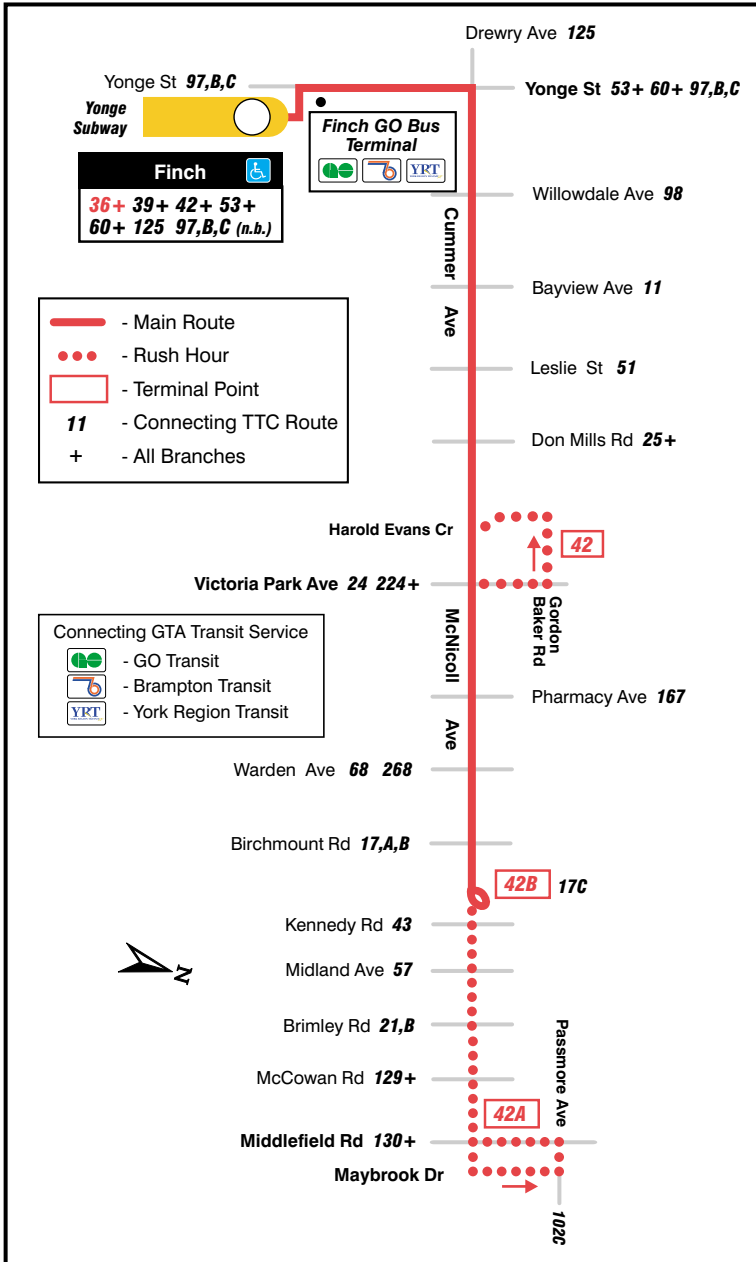 Drewry Ave 125
Yonge St 97,B,C
Yonge St 53+ 60+ 97,B,C
Yonge
Subway
Finch GO Bus
Terminal
GO
YRT
Finch
36+ 39+ 42+ 53+
60+ 125 97,B,C (n.b.)
Willowdale Ave 98
Cummer Ave
Bayview Ave 11
- Main Route
- Rush Hour
- Terminal Point
11 - Connecting TTC Route
+ - All Branches
Leslie St 51
Don Mills Rd 25+
Harold Evans Cr
42
Victoria Park Ave 24 224+
Gordon
Baker Rd
McNicoll Ave
Connecting GTA Transit Service
GO - GO Transit
- Brampton Transit
YRT - York Region Transit
Pharmacy Ave 167
Warden Ave 68 268
Birchmount Rd 17,A,B
42B 17C
Kennedy Rd 43
N
Midland Ave 57
Brimley Rd 21,B
Passmore Ave
McCowan Rd 129+
42A
Middlefield Rd 130+
Maybrook Dr
102C